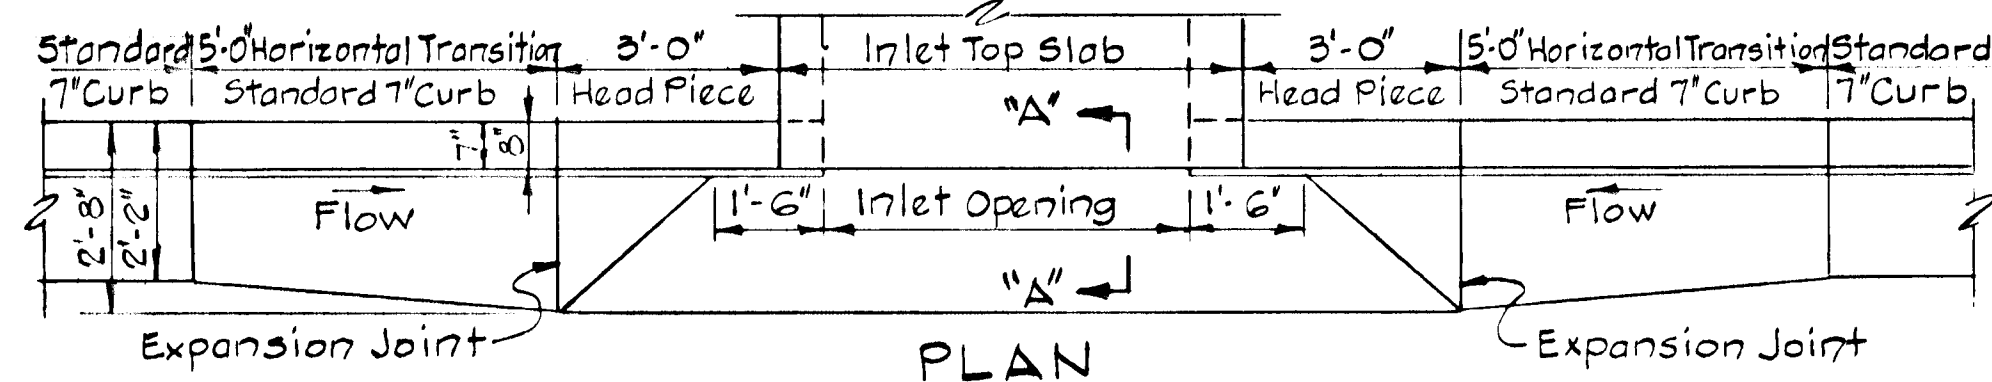 Standard 5'-0" Horizontal Transition 3'-0" Inlet Top Slab 3'-0" 5'-0" Horizontal Transition Standard
7" Curb Standard 7" Curb Head Piece Head Piece Standard 7" Curb 7" Curb
"A"
7"
8"
2'-8"
2'-2"
Flow 1'-6" Inlet Opening 1'-6" Flow
"A"
Expansion Joint Expansion Joint
PLAN